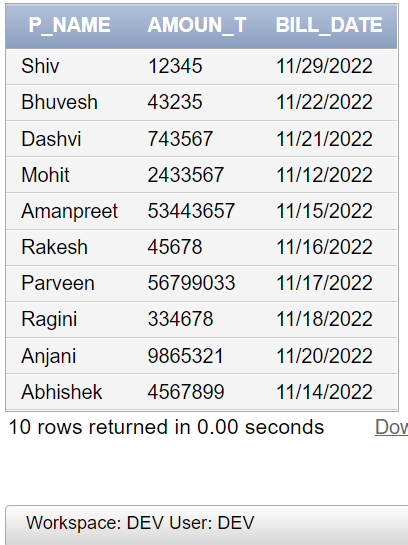 P_NAME AMOUN_T BILL_DATE
Shiv 12345 11/29/2022
Bhuvesh 43235 11/22/2022
Dashvi 743567 11/21/2022
Mohit 2433567 11/12/2022
Amanpreet 53443657 11/15/2022
Rakesh 45678 11/16/2022
Parveen 56799033 11/17/2022
Ragini 334678 11/18/2022
Anjani 9865321 11/20/2022
Abhishek 4567899 11/14/2022
10 rows returned in 0.00 seconds Dow
Workspace: DEV User: DEV